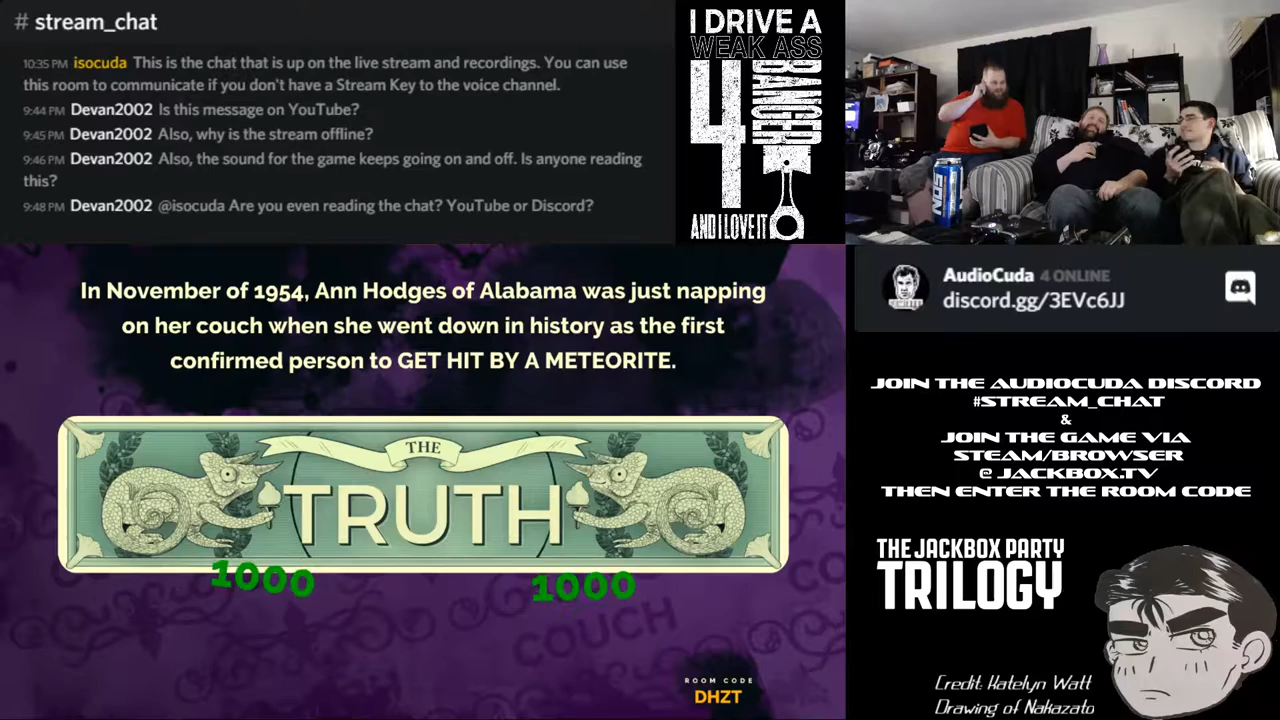 # stream_chat
10:35 PM isocuda This is the chat that is up on the live stream and recordings. You can use
this room to communicate if you don't have a Stream Key to the voice channel.
9:44 PM Devan2002 Is this message on YouTube?
9:45 PM Devan2002 Also, why is the stream offline?
9:46 PM Devan2002 Also, the sound for the game keeps going on and off. Is anyone reading
this?
9:48 PM Devan2002 @isocuda Are you even reading the chat? YouTube or Discord?
I DRIVE A
WEAK ASS
4
BANGER
AND I LOVE IT
In November of 1954, Ann Hodges of Alabama was just napping
on her couch when she went down in history as the first
confirmed person to GET HIT BY A METEORITE.
THE
TRUTH
1000 1000
COUCH
ROOM CODE
DHZT
AudioCuda 4 ONLINE
discord.gg/3EVc6JJ
JOIN THE AUDIOCUDA DISCORD
#STREAM_CHAT
&
JOIN THE GAME VIA
STEAM/BROWSER
@ JACKBOX.TV
THEN ENTER THE ROOM CODE
THE JACKBOX PARTY
TRILOGY
Credit: Katelyn Watt
Drawing of Nakazato